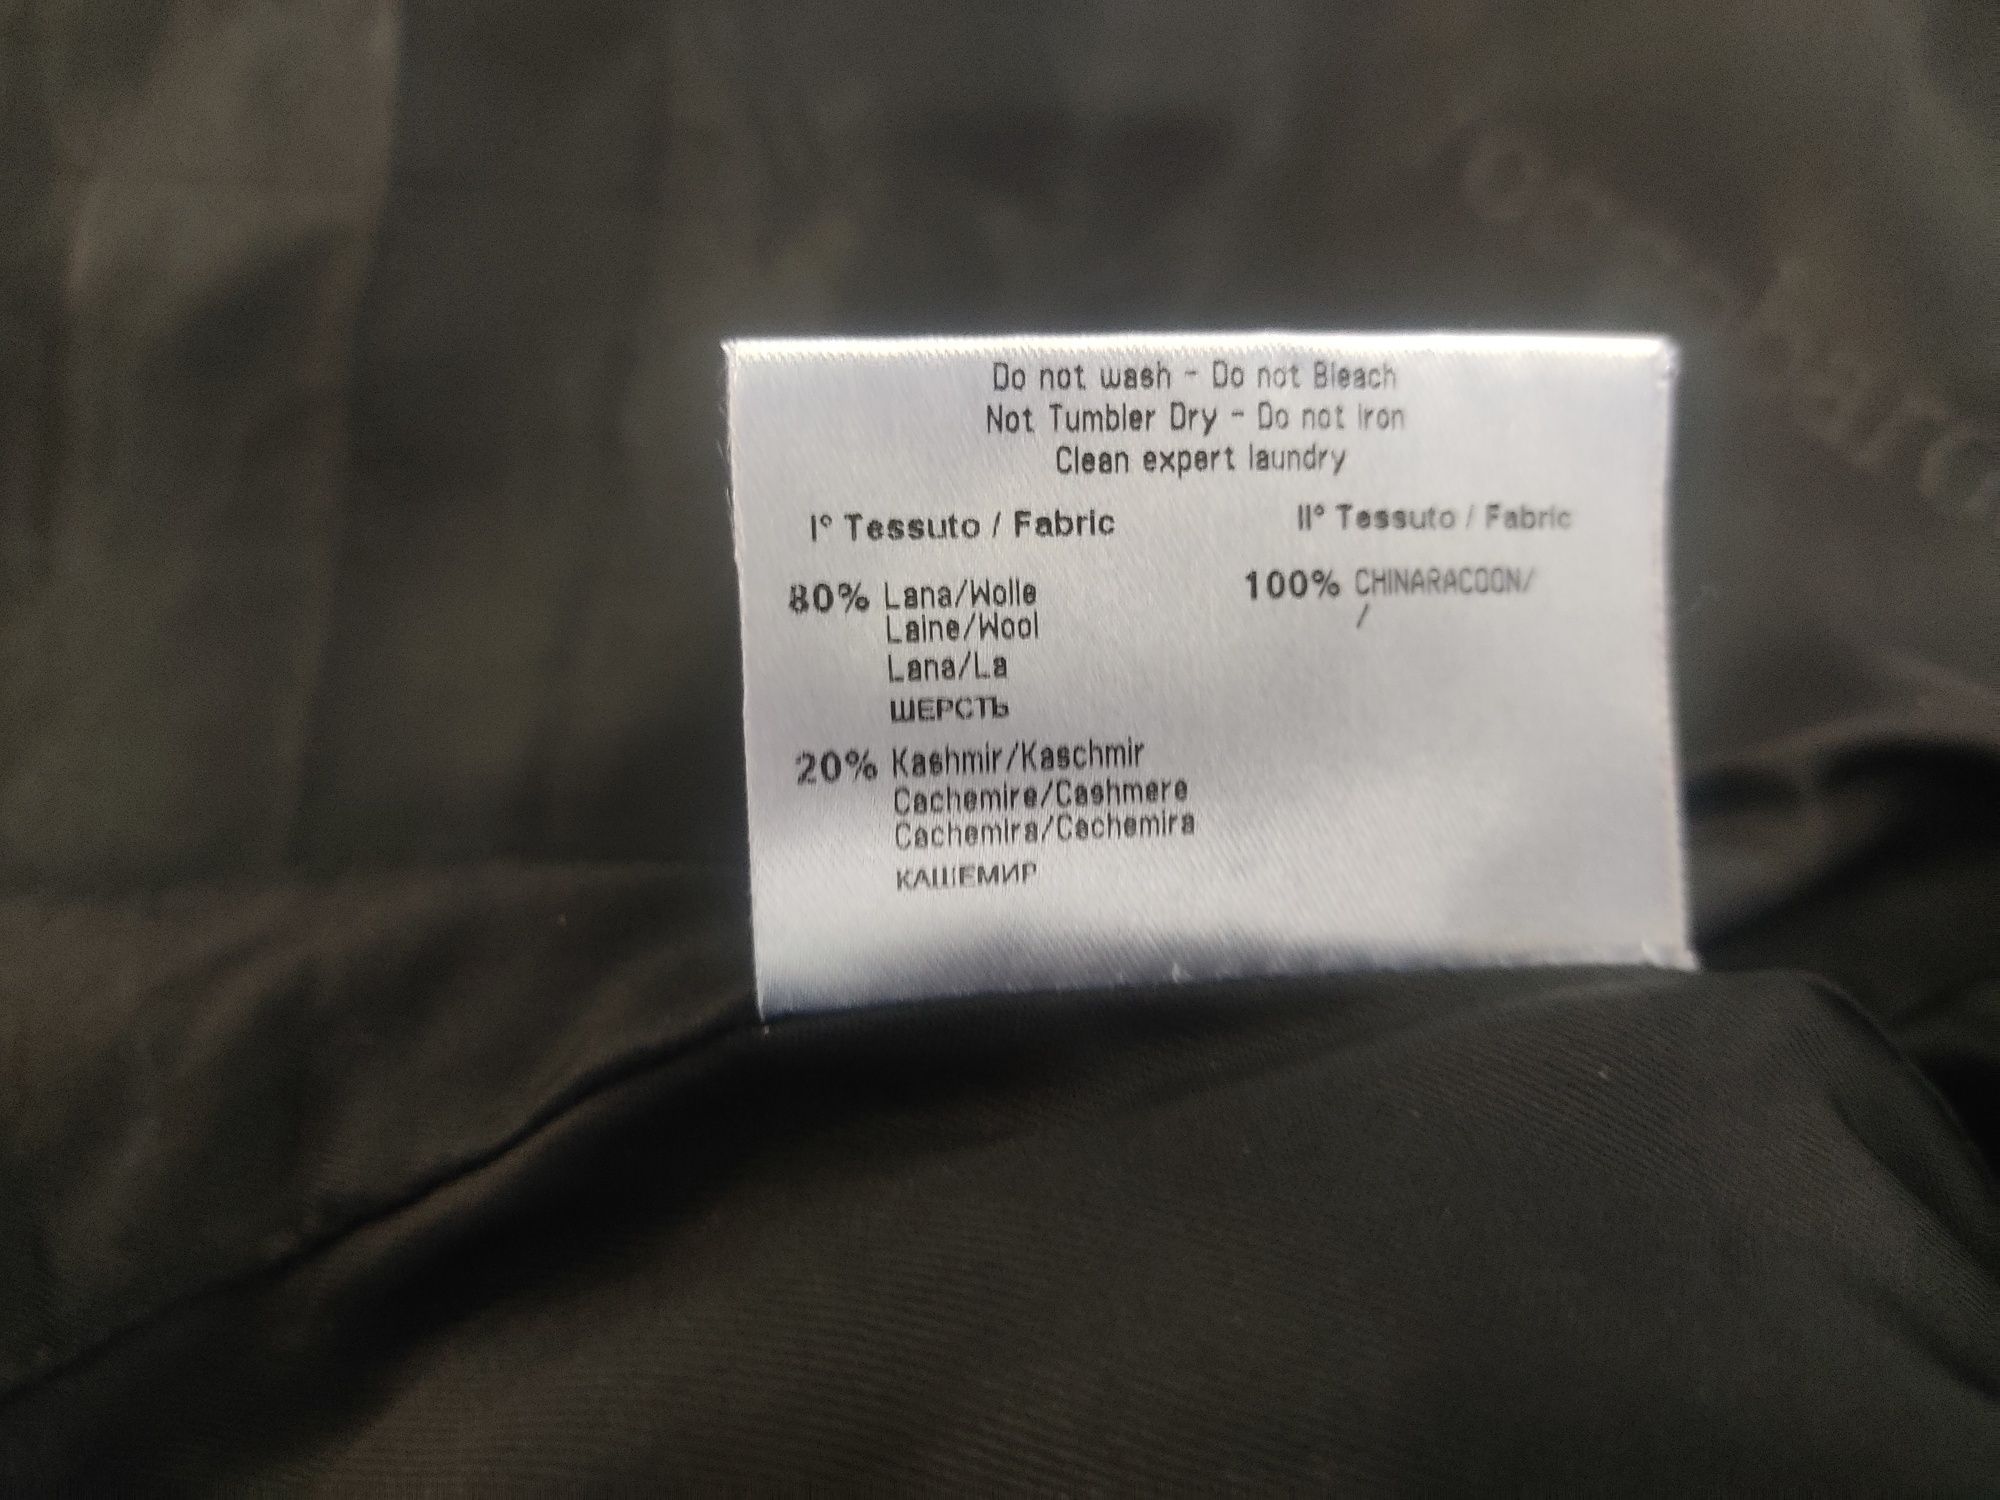 Do not wash - Do not Bleach
Not Tumbler Dry - Do not Iron
Clean expert laundry
I° Tessuto / Fabric
80% Lana/Wolle
Laine/Wool
Lana/La
ШЕРСТЬ
20% Kashmir/Kaschmir
Cachemire/Cashmere
Cachemira/Cachemira
КАШЕМИР
II° Tessuto / Fabric
100% CHINARACOON/
/